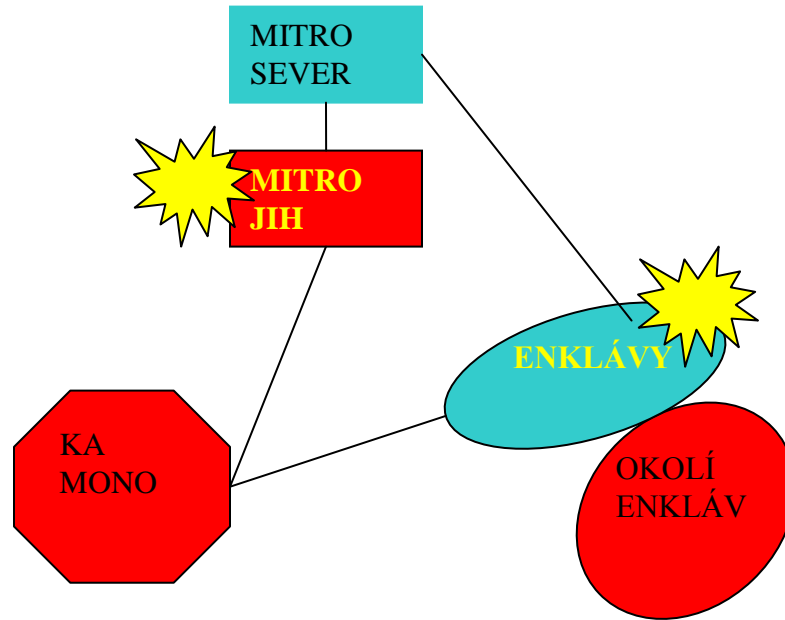 MITRO
SEVER
MITRO
JIH
ENKLÁVY
KA
MONO
OKOLÍ
ENKLÁV